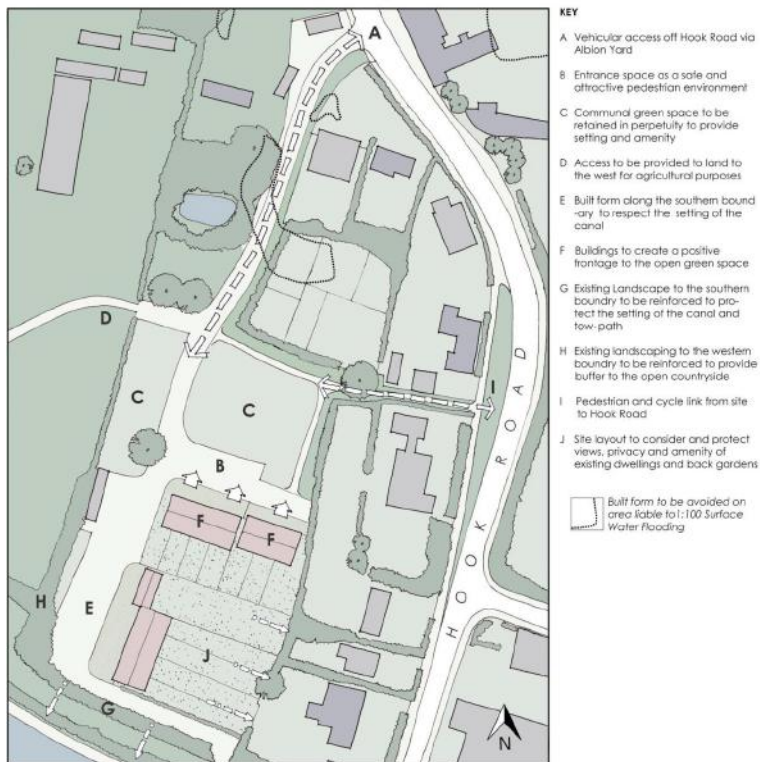 A
D
C
C
I
B
F
F
H
E
J
G
HOOK ROAD
N
KEY
A Vehicular access off Hook Road via
Albion Yard
B Entrance space as a safe and
attractive pedestrian environment
C Communal green space to be
retained in perpetuity to provide
setting and amenity
D Access to be provided to land to
the west for agricultural purposes
E Built form along the southern bound
-ary to respect the setting of the
canal
F Buildings to create a positive
frontage to the open green space
G Existing Landscape to the southern
boundry to be reinforced to pro-
tect the setting of the canal and
tow-path
H Existing landscaping to the western
boundry to be reinforced to provide
buffer to the open countryside
I Pedestrian and cycle link from site
to Hook Road
J Site layout to consider and protect
views, privacy and amenity of
existing dwellings and back gardens
Built form to be avoided on
area liable to1:100 Surface
Water Flooding